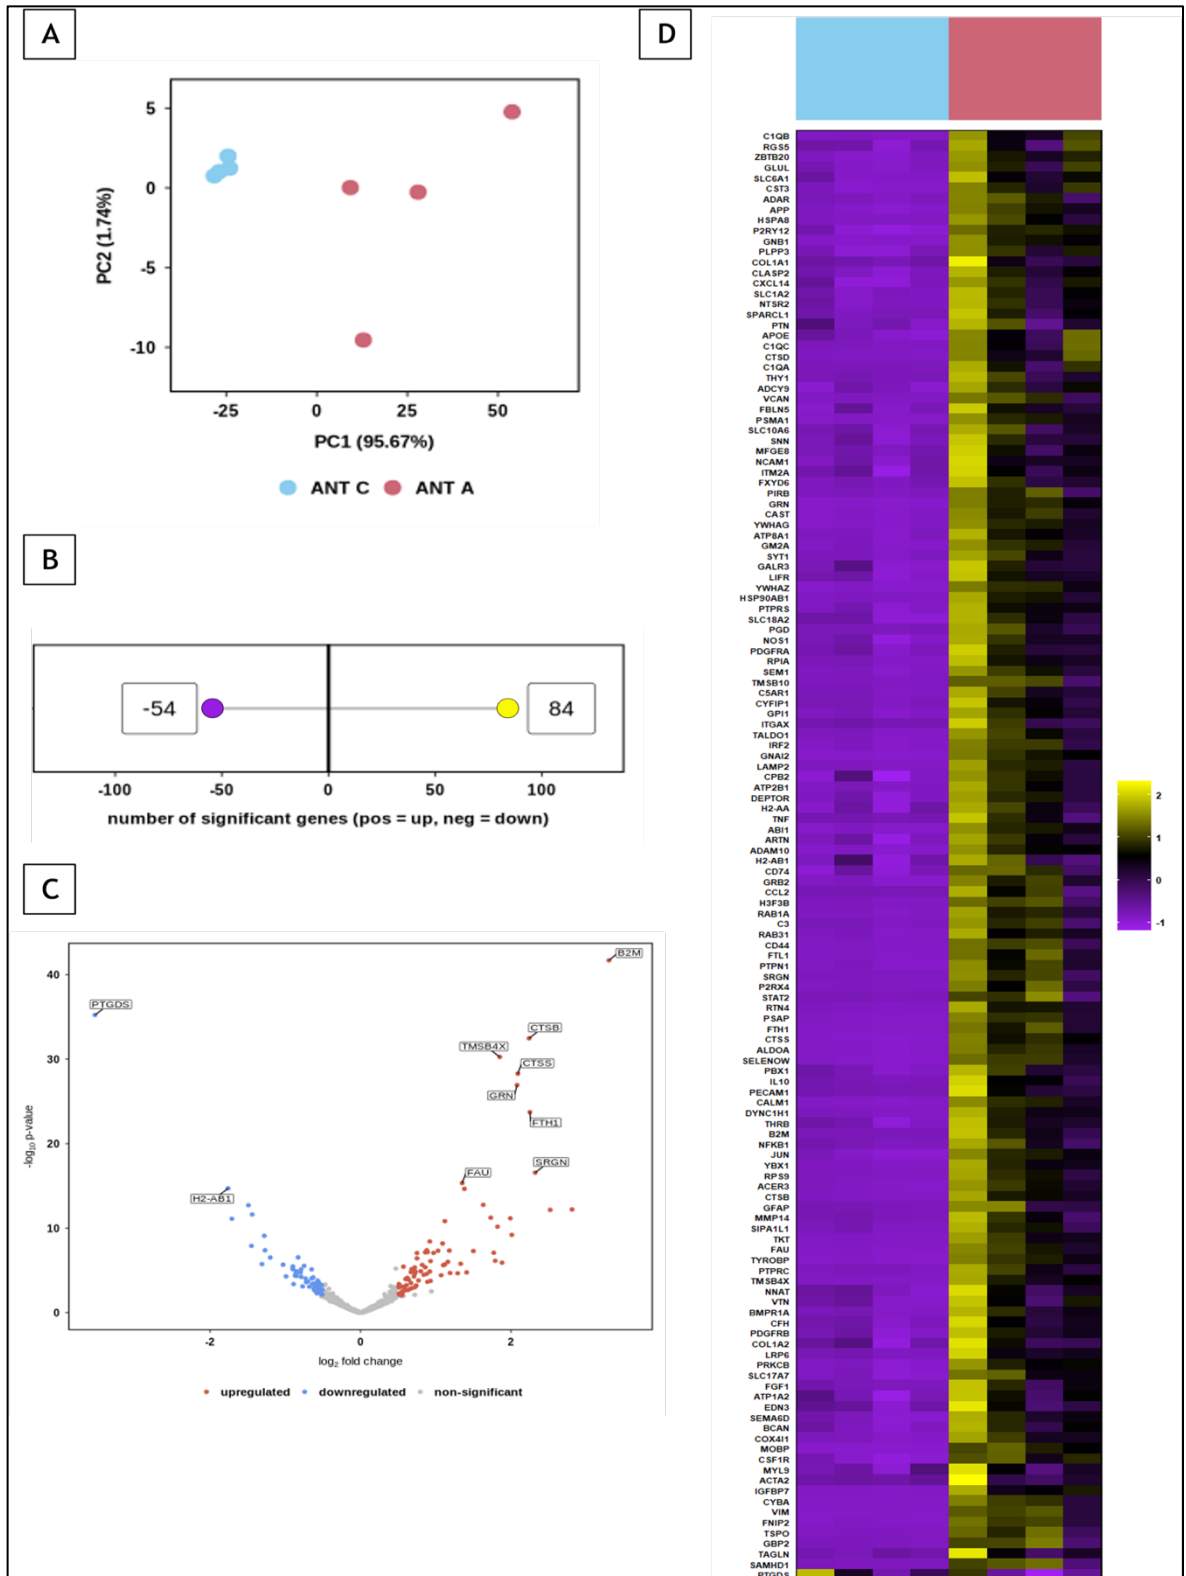 A
5
0
-5
-10
PC2 (1.74%)
-25 0 25 50
PC1 (95.67%)
ANT C ANT A
B
-54 84
-100 -50 0 50 100
number of significant genes (pos = up, neg = down)
C
40
30
20
10
0
-log10 p-value
B2M
PTGDS
CTSB
TMSB4X
CTSS
GRN
FTH1
SRGN
FAU
H2-AB1
-2 0 2
log2 fold change
upregulated downregulated non-significant
D
C1QB
RGS5
ZBTB20
GLUL
SLC6A1
CST3
ADAR
APP
HSPA8
P2RY12
GNB1
PLPP3
COL1A1
CLASP2
CXCL14
SLC1A2
NTSR2
SPARCL1
PTN
APOE
C1QC
CTSD
C1QA
THY1
ADCY9
VCAN
FBLN5
PSMA1
SLC10A6
SNN
MFGE8
NCAM1
ITM2A
FXYD6
PIRB
GRN
CAST
YWHAG
ATP8A1
GM2A
SYT1
GALR3
LIFR
YWHAZ
HSP90AB1
PTPRS
SLC18A2
PGD
NOS1
PDGFRA
RPIA
SEM1
TMSB10
C5AR1
CYFIP1
GPI1
ITGAX
TALDO1
IRF2
GNAI2
LAMP2
CPB2
ATP2B1
DEPTOR
H2-AA
TNF
ABI1
ARTN
ADAM10
H2-AB1
CD74
GRB2
CCL2
H3F3B
RAB1A
C3
RAB31
CD44
FTL1
PTPN1
SRGN
P2RX4
STAT2
RTN4
PSAP
FTH1
CTSS
ALDOA
SELENOW
PBX1
IL10
PECAM1
CALM1
DYNC1H1
THRB
B2M
NFKB1
JUN
YBX1
RPS9
ACER3
CTSB
GFAP
MMP14
SIPA1L1
TKT
FAU
TYROBP
PTPRC
TMSB4X
NNAT
VTN
BMPR1A
CFH
PDGFRB
COL1A2
LRP6
PRKCB
SLC17A7
FGF1
ATP1A2
EDN3
SEMA6D
BCAN
COX4I1
MOBP
CSF1R
MYL9
ACTA2
IGFBP7
CYBA
VIM
FNIP2
TSPO
GBP2
TAGLN
SAMHD1
PTGDS
2
1
0
-1